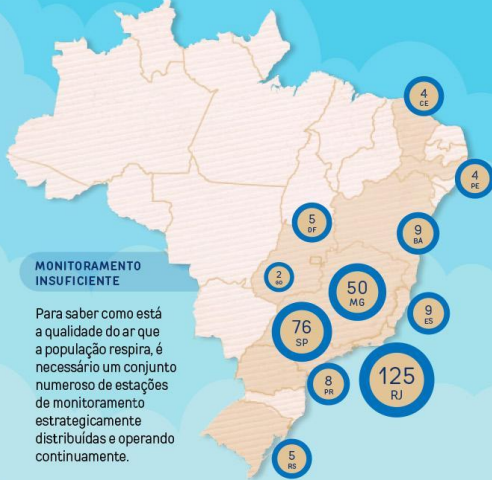 4
CE
4
PE
5
DF
9
BA
2
GO
50
MG
9
ES
76
SP
8
PR
125
RJ
5
RS
MONITORAMENTO
INSUFICIENTE
Para saber como está
a qualidade do ar que
a população respira, é
necessário um conjunto
numeroso de estações
de monitoramento
estrategicamente
distribuídas e operando
continuamente.